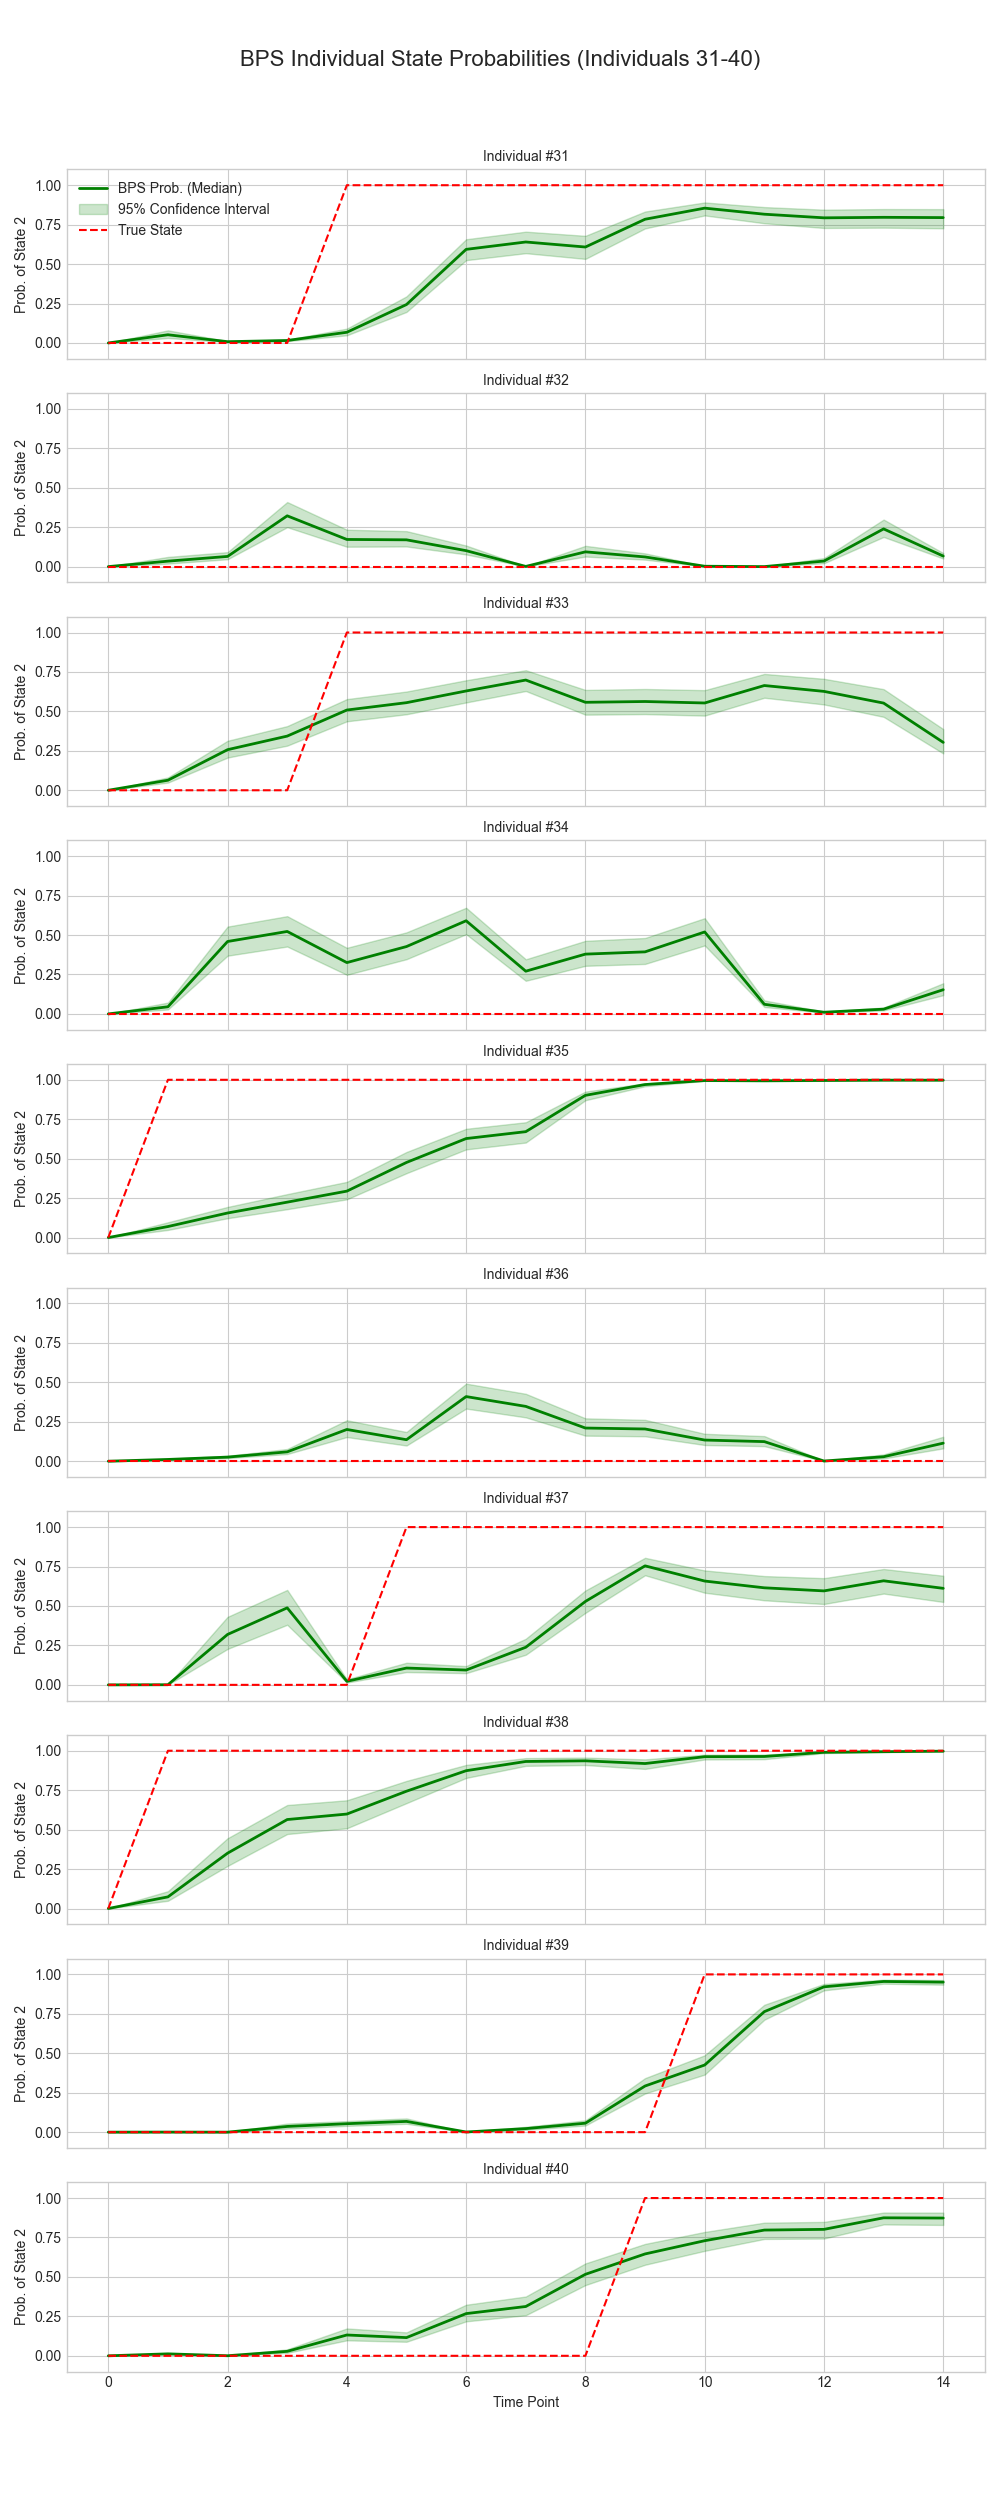 BPS Individual State Probabilities (Individuals 31-40)
Individual #31
1.00
0.75
0.50
0.25
0.00
Prob. of State 2
BPS Prob. (Median)
95% Confidence Interval
True State
Individual #32
1.00
0.75
0.50
0.25
0.00
Prob. of State 2
Individual #33
1.00
0.75
0.50
0.25
0.00
Prob. of State 2
Individual #34
1.00
0.75
0.50
0.25
0.00
Prob. of State 2
Individual #35
1.00
0.75
0.50
0.25
0.00
Prob. of State 2
Individual #36
1.00
0.75
0.50
0.25
0.00
Prob. of State 2
Individual #37
1.00
0.75
0.50
0.25
0.00
Prob. of State 2
Individual #38
1.00
0.75
0.50
0.25
0.00
Prob. of State 2
Individual #39
1.00
0.75
0.50
0.25
0.00
Prob. of State 2
Individual #40
1.00
0.75
0.50
0.25
0.00
Prob. of State 2
0 2 4 6 8 10 12 14
Time Point